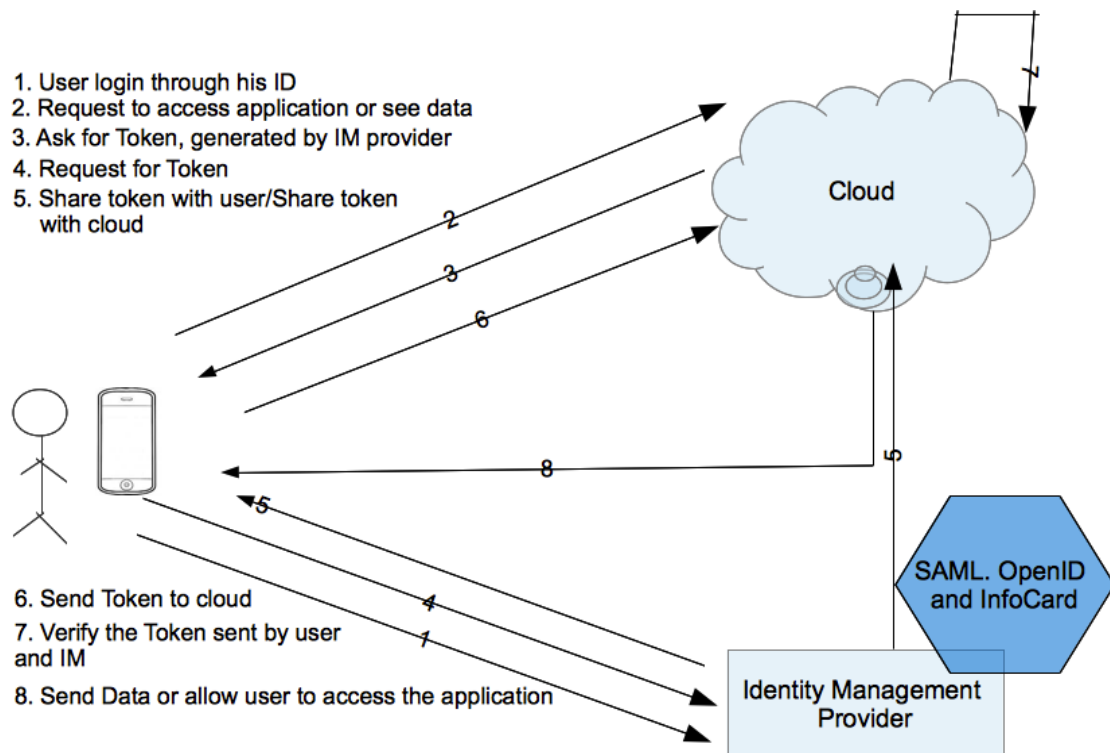 1. User login through his ID
2. Request to access application or see data
3. Ask for Token, generated by IM provider
4. Request for Token
5. Share token with user/Share token
with cloud
7
Cloud
2
3
6
8
5
5
SAML. OpenID
and InfoCard
4
1
6. Send Token to cloud
7. Verify the Token sent by user
and IM
8. Send Data or allow user to access the application
Identity Management
Provider